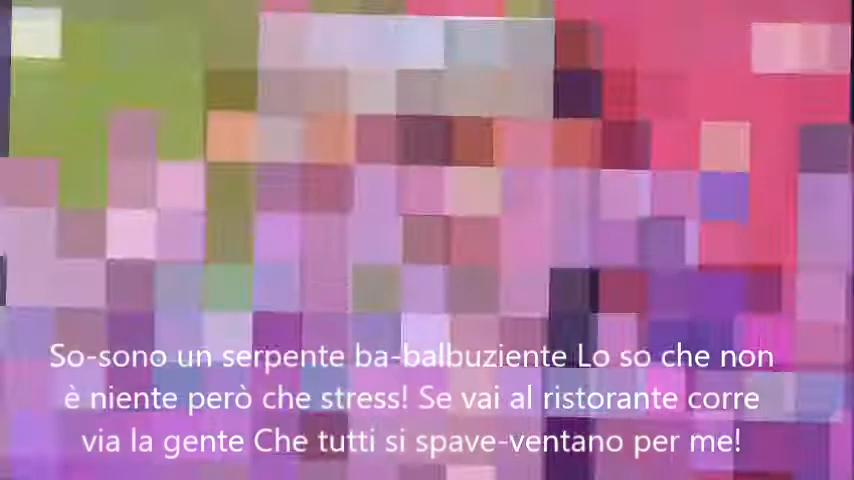 So-sono un serpente ba-balbuziente Lo so che non
è niente però che stress! Se vai al ristorante corre
via la gente Che tutti si spave-ventano per me!